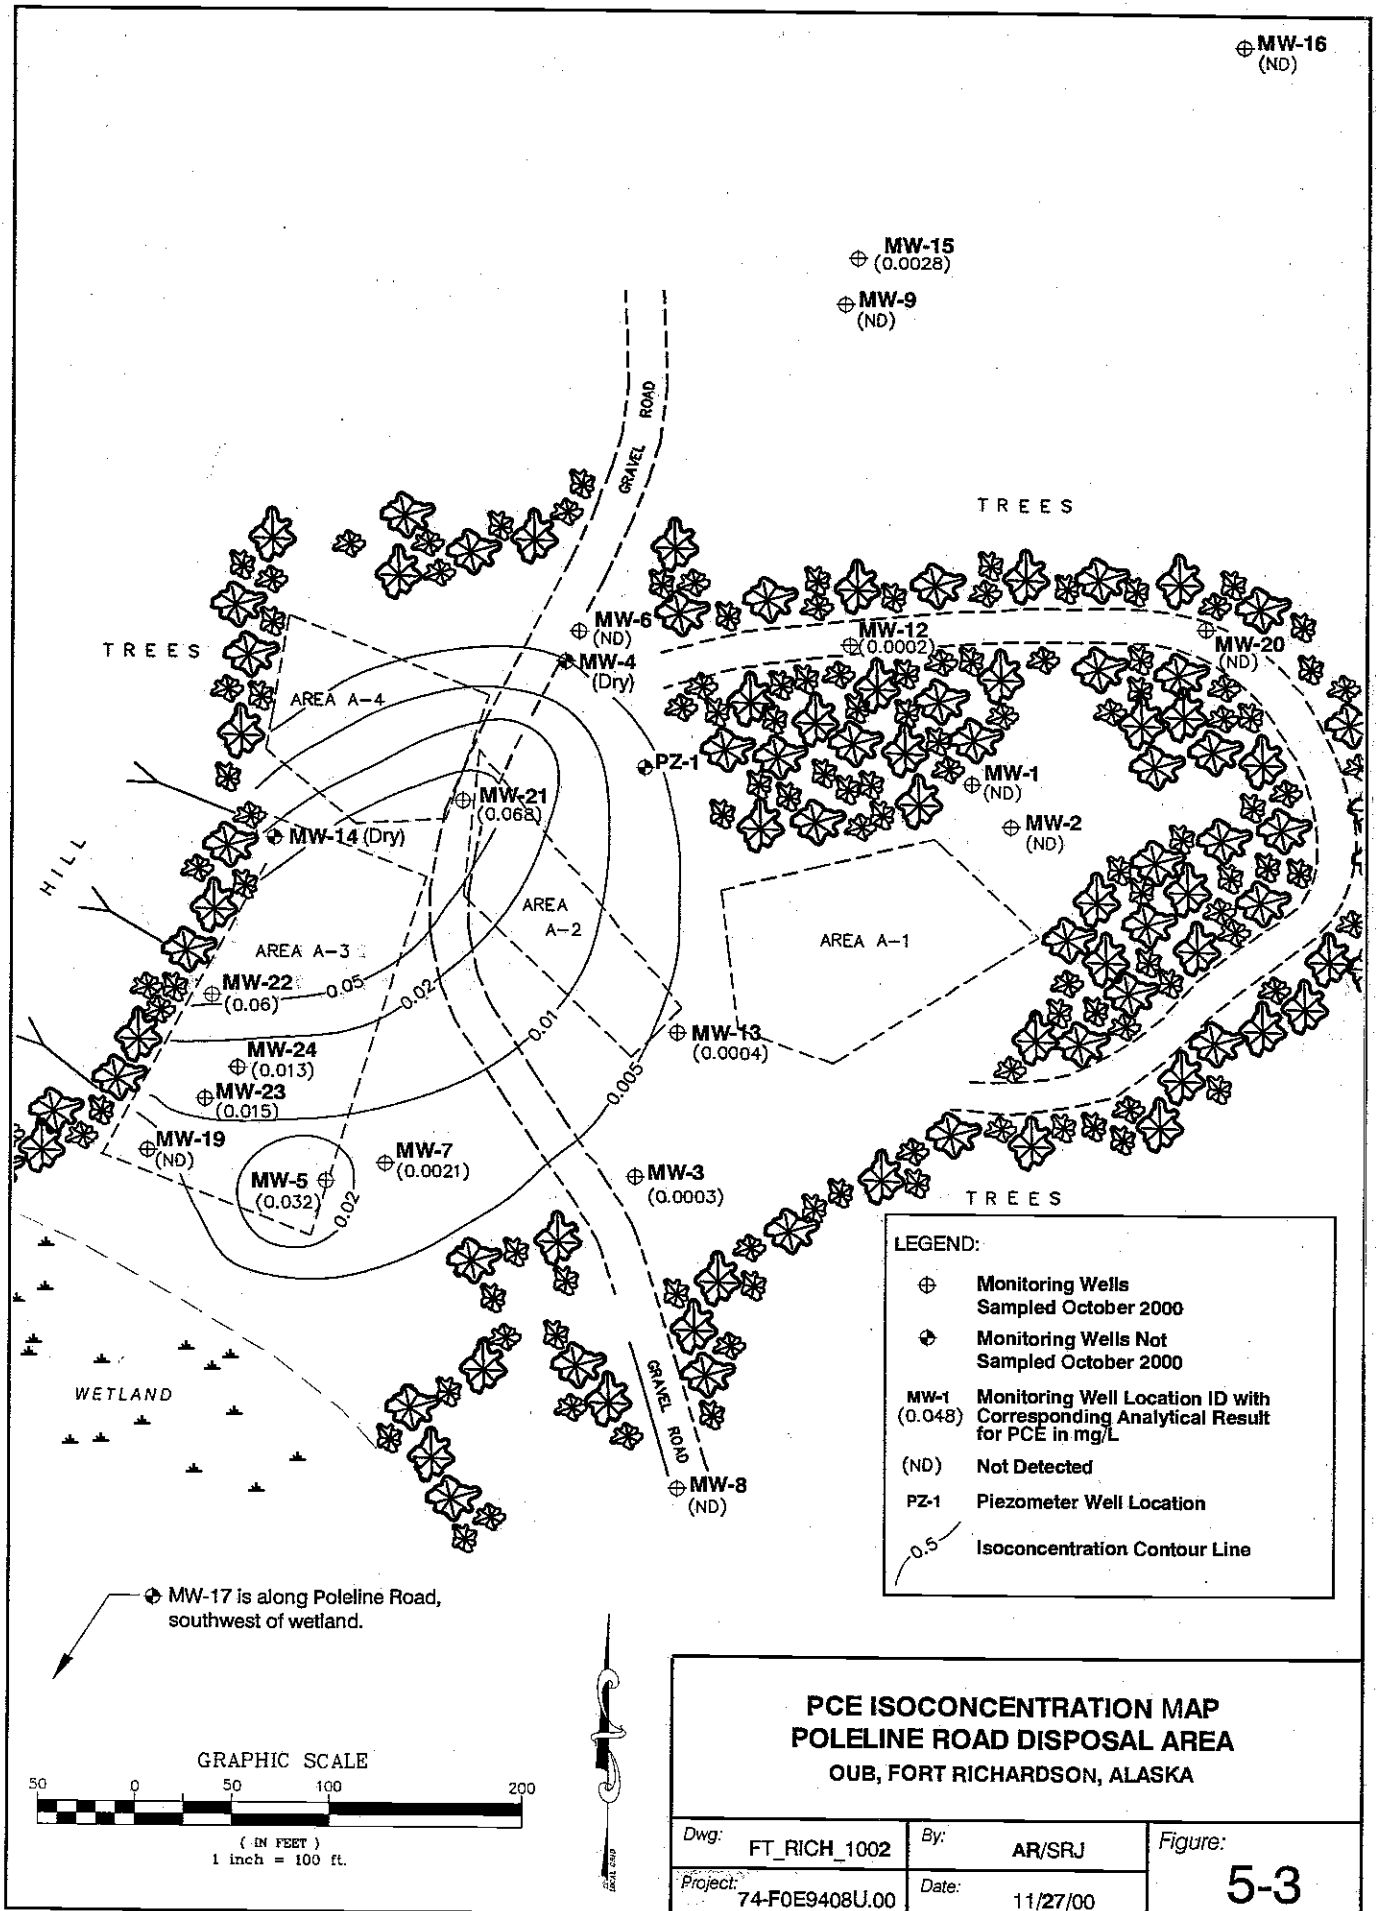 MW-16
(ND)
MW-15
(0.0028)
MW-9
(ND)
GRAVEL ROAD
TREES
MW-6
(ND)
MW-12
(0.0002)
MW-20
(ND)
TREES
MW-4
(Dry)
AREA A-4
PZ-1
MW-1
(ND)
MW-21
(0.068)
MW-2
(ND)
MW-14 (Dry)
HILL
AREA
A-2
AREA A-1
AREA A-3
MW-22
(0.06)
0.05
0.02
0.01
MW-13
(0.0004)
MW-24
(0.013)
0.005
MW-23
(0.015)
MW-19
(ND)
MW-7
(0.0021)
MW-5
(0.032)
0.02
MW-3
(0.0003)
TREES
LEGEND:
Monitoring Wells
Sampled October 2000
Monitoring Wells Not
Sampled October 2000
MW-1 Monitoring Well Location ID with
(0.048) Corresponding Analytical Result
for PCE in mg/L
(ND) Not Detected
PZ-1 Piezometer Well Location
0.5 Isoconcentration Contour Line
WETLAND
GRAVEL ROAD
MW-8
(ND)
MW-17 is along Poleline Road,
southwest of wetland.
GRAPHIC SCALE
50 0 50 100 200
( IN FEET )
1 inch = 100 ft.
LOCAL GRID
PCE ISOCONCENTRATION MAP
POLELINE ROAD DISPOSAL AREA
OUB, FORT RICHARDSON, ALASKA
Dwg: FT_RICH_1002
By: AR/SRJ
Figure:
5-3
Project: 74-F0E9408U.00
Date: 11/27/00